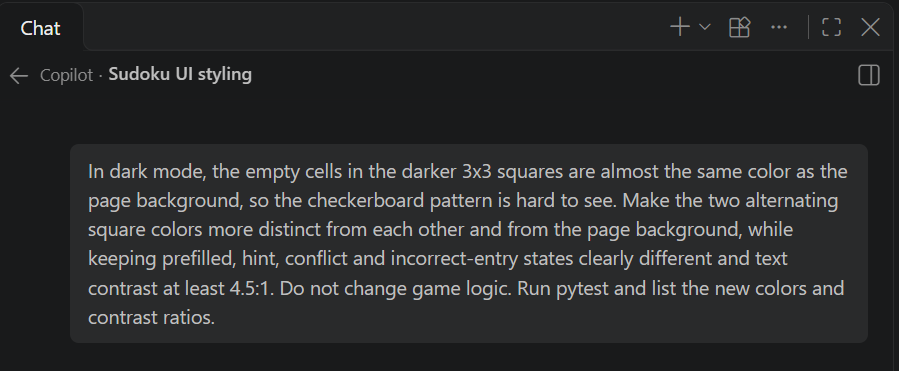 Chat
Copilot · Sudoku UI styling
In dark mode, the empty cells in the darker 3x3 squares are almost the same color as the
page background, so the checkerboard pattern is hard to see. Make the two alternating
square colors more distinct from each other and from the page background, while
keeping prefilled, hint, conflict and incorrect-entry states clearly different and text
contrast at least 4.5:1. Do not change game logic. Run pytest and list the new colors and
contrast ratios.